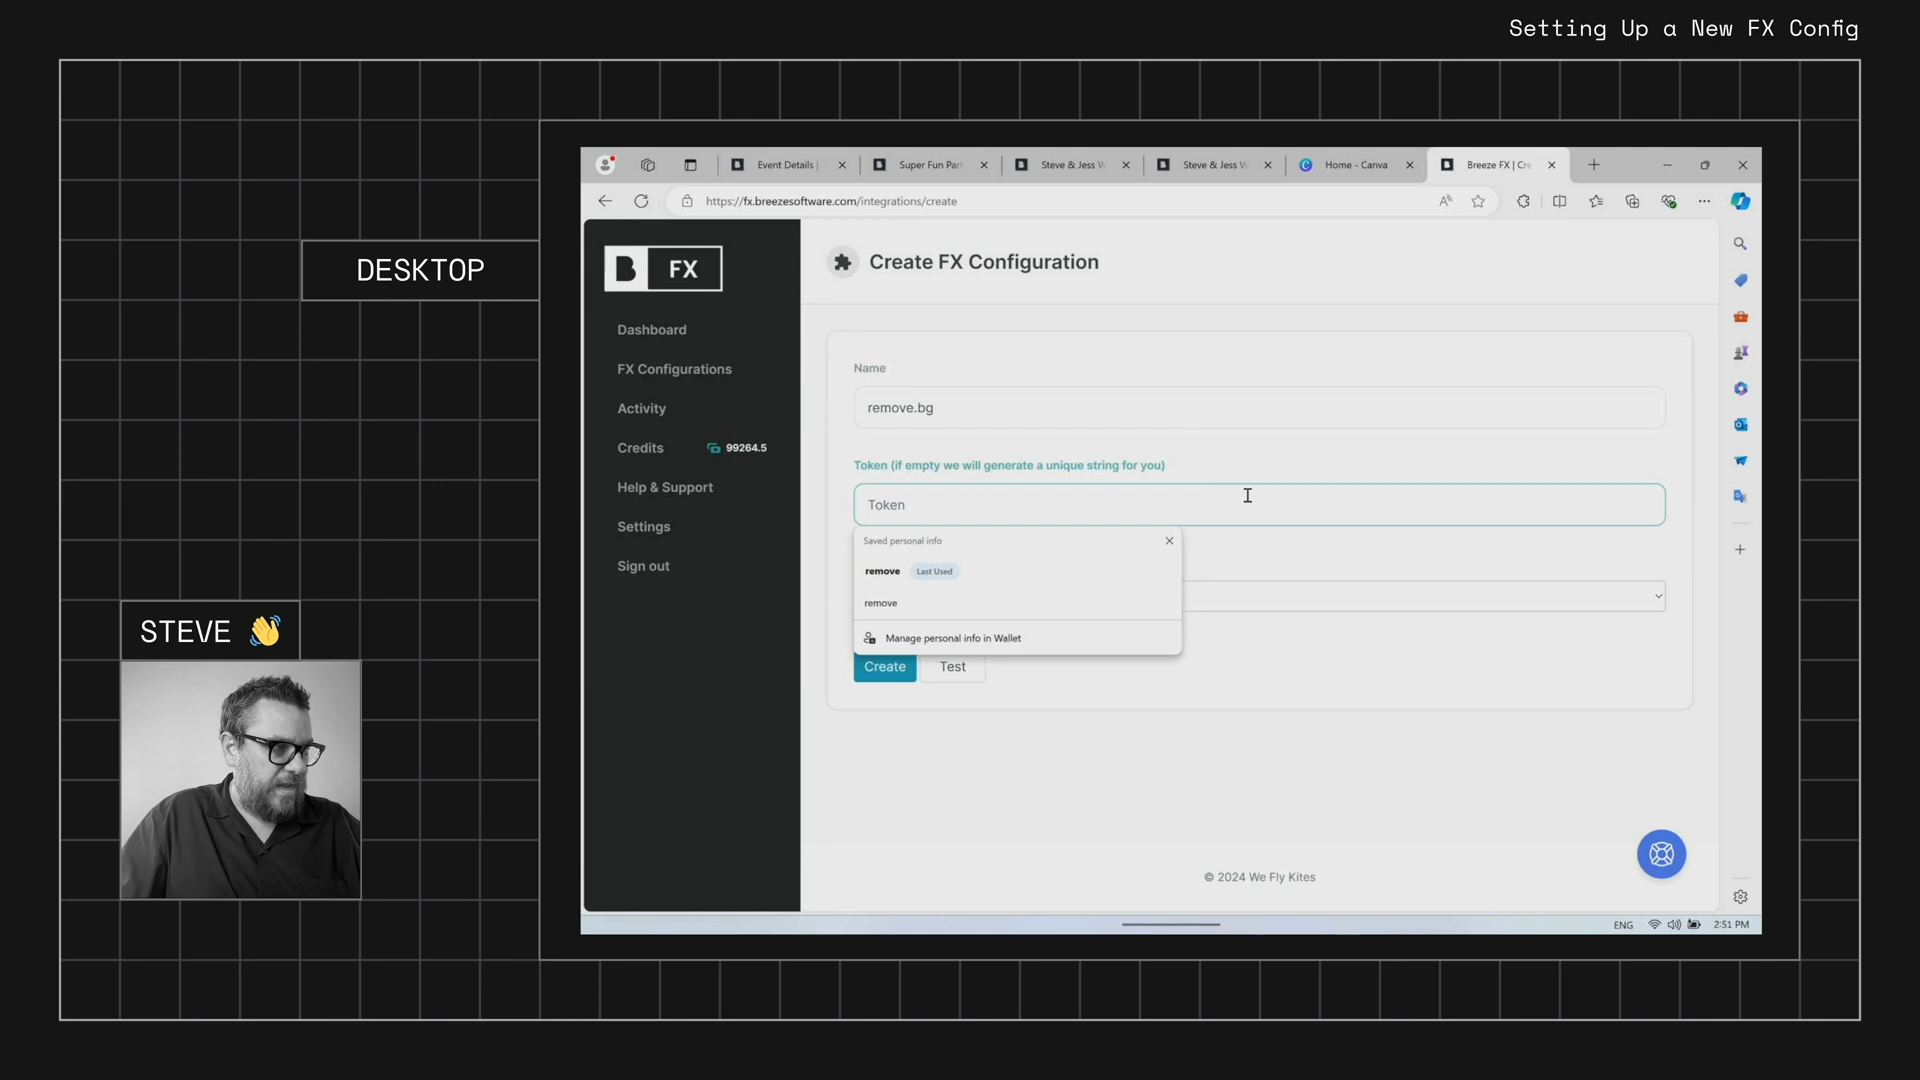 Setting Up a New FX Config
DESKTOP
STEVE 👋
Event Details |
Super Fun Par
Steve & Jess W
Steve & Jess W
Home - Canva
Breeze FX | Cre
https://fx.breezesoftware.com/integrations/create
B FX
Dashboard
FX Configurations
Activity
Credits 99264.5
Help & Support
Settings
Sign out
Create FX Configuration
Name
remove.bg
Token (if empty we will generate a unique string for you)
Token
Saved personal info
remove Last Used
remove
Manage personal info in Wallet
Create Test
© 2024 We Fly Kites
ENG 2:51 PM